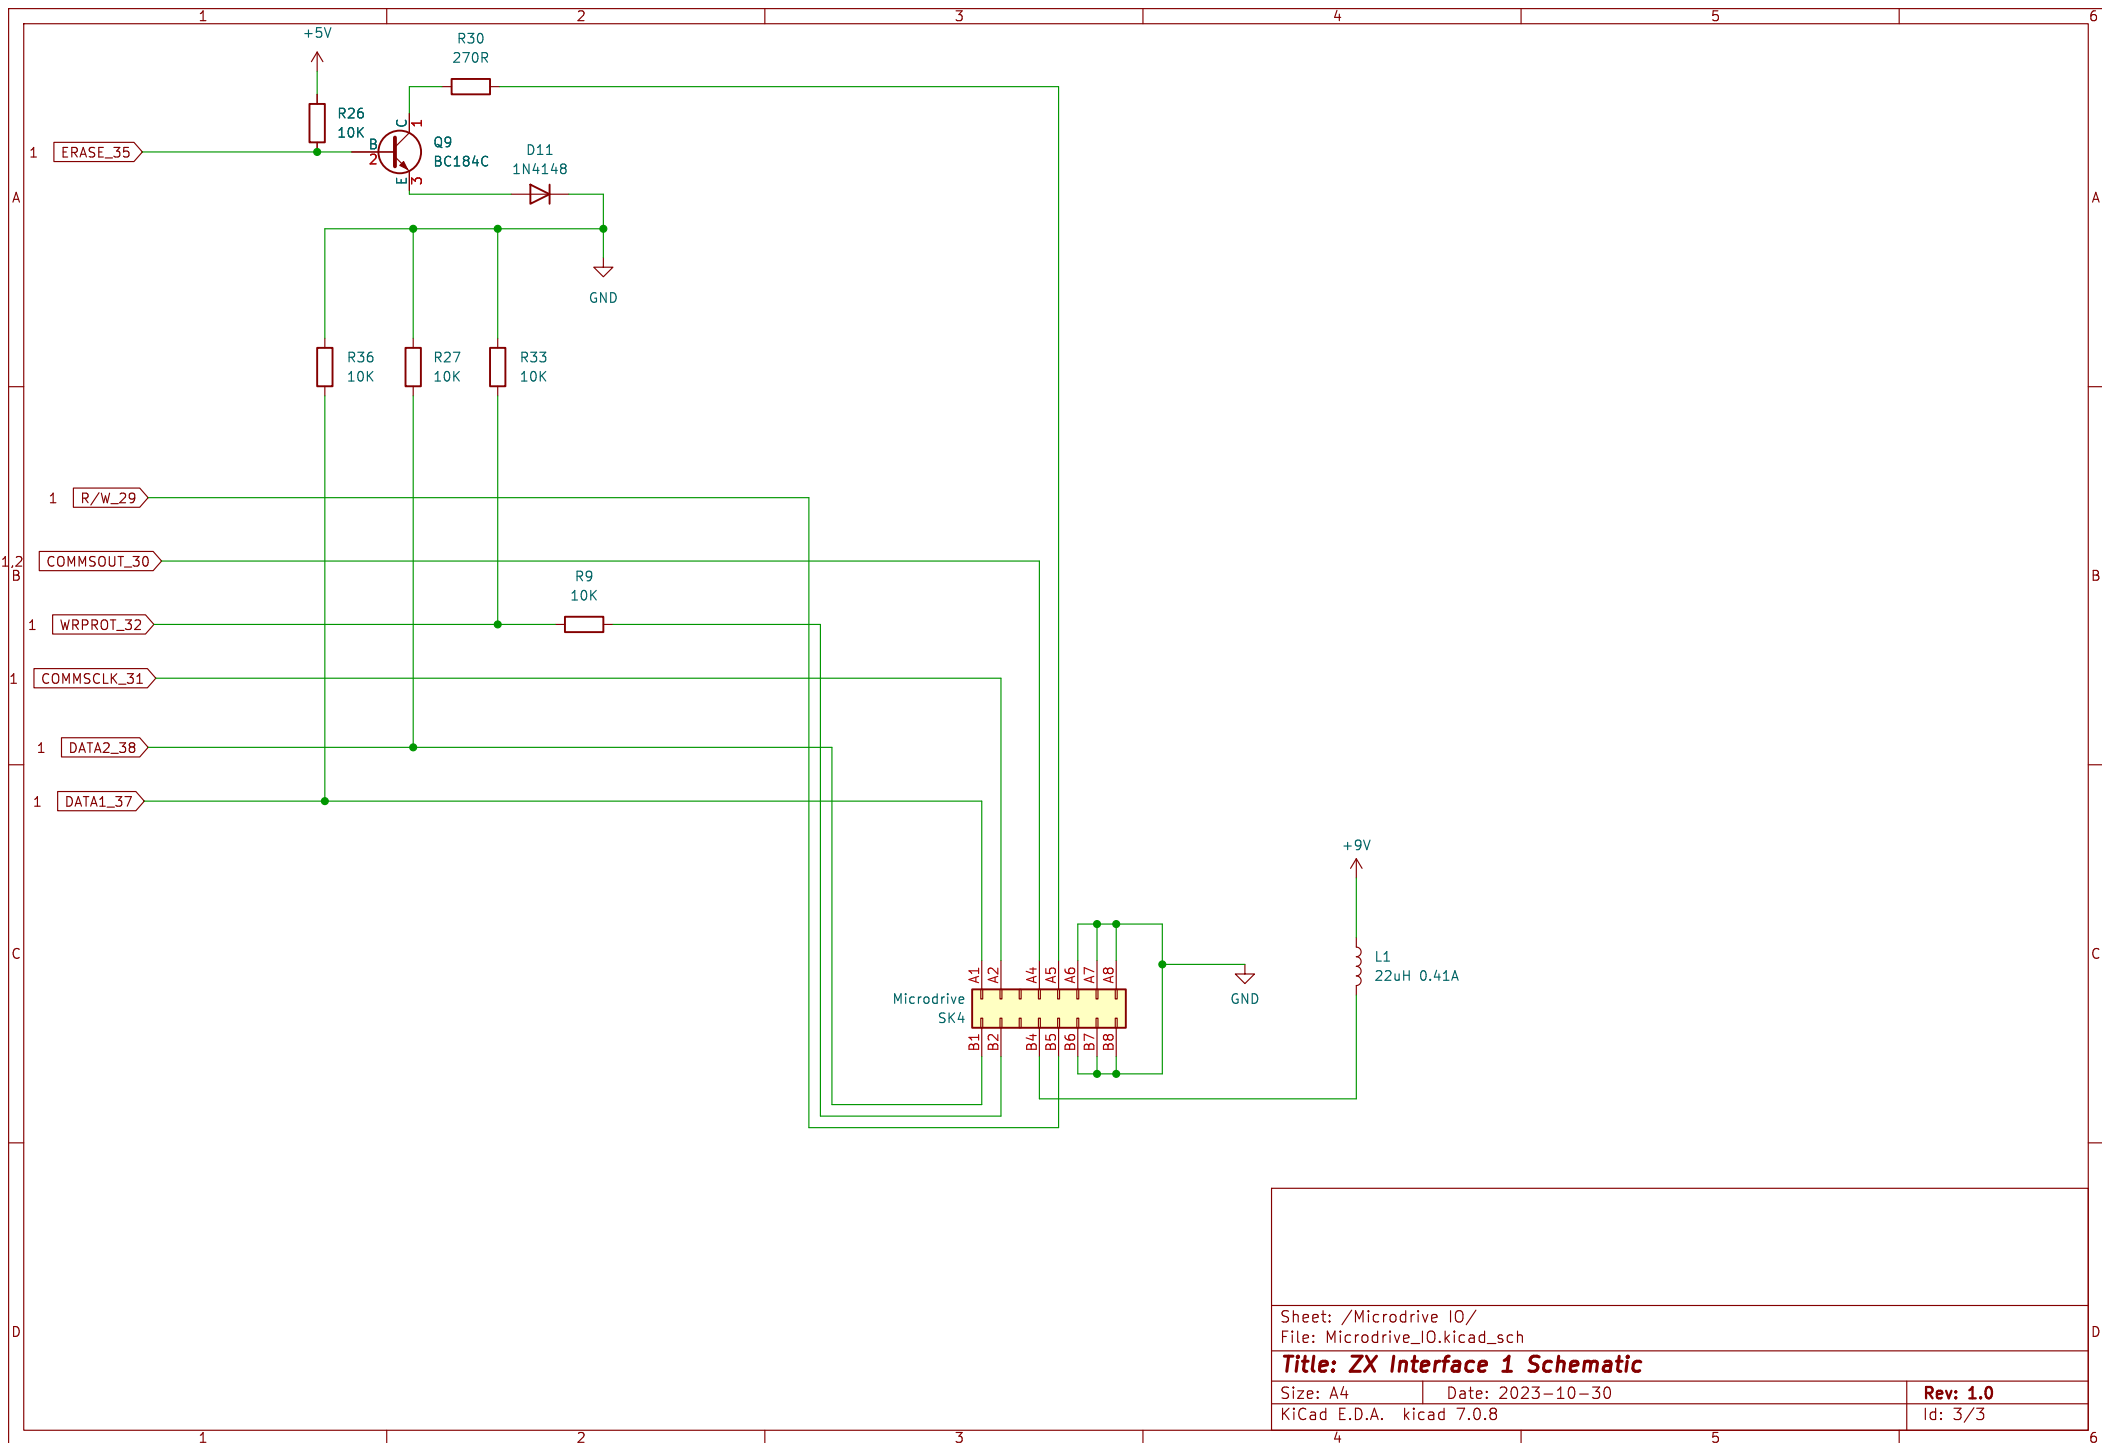 1 2 3 4 5 6
+5V
R30
270R
R26
10K
C
1
B
2
Q9
BC184C
E
3
1 ERASE_35
D11
1N4148
A A
GND
R36
10K
R27
10K
R33
10K
1 R/W_29
1,2 COMMSOUT_30
B B
R9
10K
1 WRPROT_32
1 COMMSCLK_31
1 DATA2_38
1 DATA1_37
+9V
C C
L1
22uH 0.41A
A1 A2 A4 A5 A6 A7 A8
GND
Microdrive
SK4
B1 B2 B4 B5 B6 B7 B8
Sheet: /Microdrive IO/
File: Microdrive_IO.kicad_sch
D D
Title: ZX Interface 1 Schematic
Size: A4 Date: 2023-10-30 Rev: 1.0
KiCad E.D.A. kicad 7.0.8 Id: 3/3
1 2 3 4 5 6